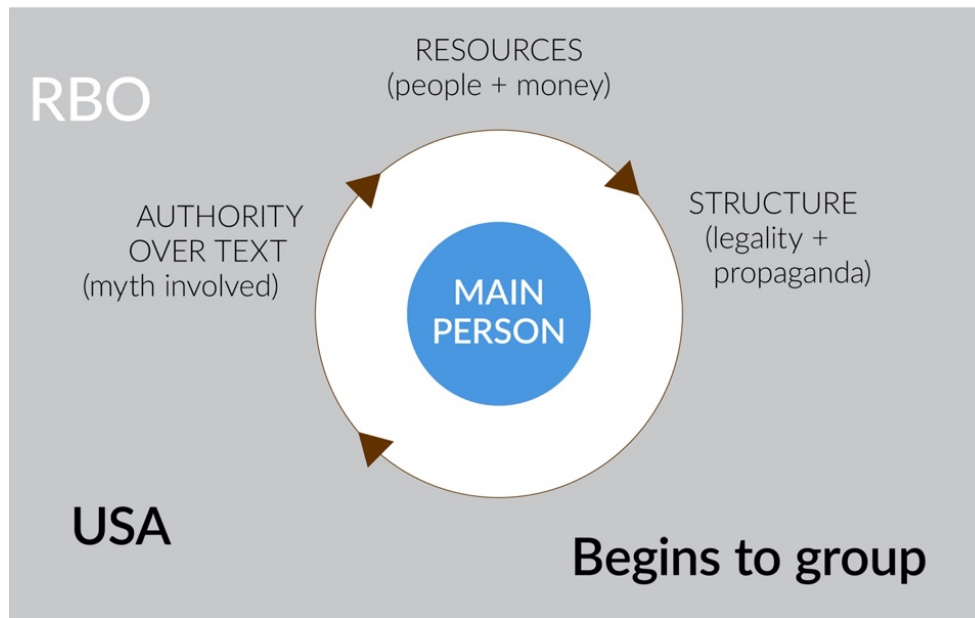 RBO
RESOURCES
(people + money)
AUTHORITY
OVER TEXT
(myth involved)
STRUCTURE
(legality +
propaganda)
MAIN
PERSON
USA
Begins to group